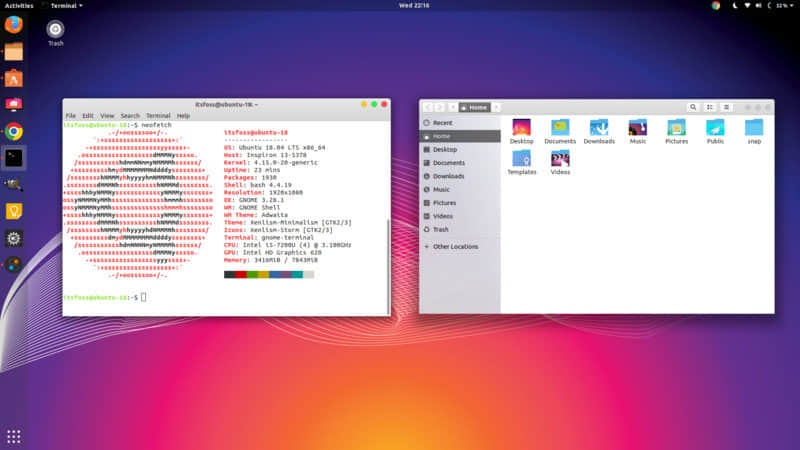 Activities Terminal Wed 22:16 52%
Trash
itsfoss@ubuntu-18: ~
File Edit View Search Terminal Help
itsfoss@ubuntu-18:~$ neofetch
itsfoss@ubuntu-18
-----------------
OS: Ubuntu 18.04 LTS x86_64
Host: Inspiron 13-5378
Kernel: 4.15.0-20-generic
Uptime: 23 mins
Packages: 1930
Shell: bash 4.4.19
Resolution: 1920x1080
DE: GNOME 3.28.1
WM: GNOME Shell
WM Theme: Adwaita
Theme: Xenlism-Minimalism [GTK2/3]
Icons: Xenlism-Storm [GTK2/3]
Terminal: gnome-terminal
CPU: Intel i5-7200U (4) @ 3.100GHz
GPU: Intel HD Graphics 620
Memory: 3416MiB / 7843MiB
itsfoss@ubuntu-18:~$
Home
Recent
Home
Desktop
Documents
Downloads
Music
Pictures
Videos
Trash
Other Locations
Desktop Documents Downloads Music Pictures Public snap
Templates Videos